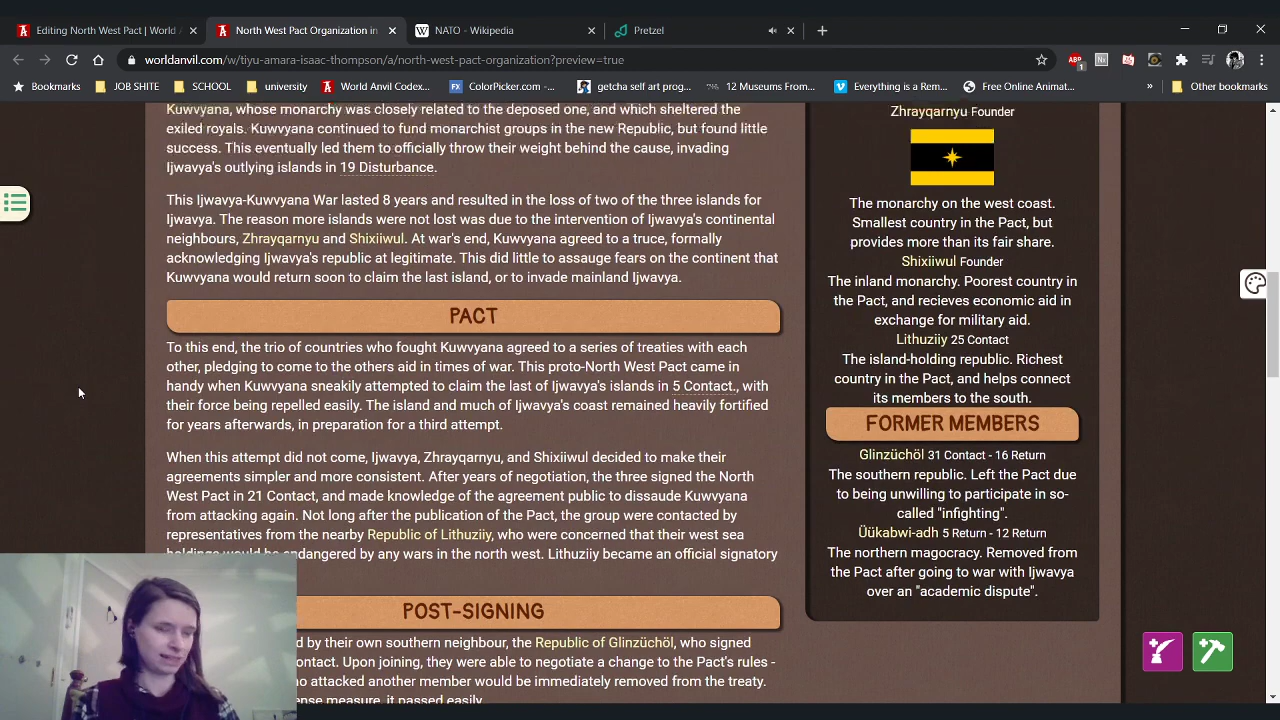 Editing North West Pact | World A
North West Pact Organization in
NATO - Wikipedia
Pretzel
worldanvil.com/w/tiyu-amara-isaac-thompson/a/north-west-pact-organization?preview=true
Bookmarks
JOB SHITE
SCHOOL
university
World Anvil Codex...
ColorPicker.com -...
getcha self art prog...
12 Museums From...
Everything is a Rem...
Free Online Animat...
»
Other bookmarks
Kuwvyana, whose monarchy was closely related to the deposed one, and which sheltered the
exiled royals. Kuwvyana continued to fund monarchist groups in the new Republic, but found little
success. This eventually led them to officially throw their weight behind the cause, invading
Ijwavya's outlying islands in 19 Disturbance.
This Ijwavya-Kuwvyana War lasted 8 years and resulted in the loss of two of the three islands for
Ijwavya. The reason more islands were not lost was due to the intervention of Ijwavya's continental
neighbours, Zhrayqarnyu and Shixiiwul. At war's end, Kuwvyana agreed to a truce, formally
acknowledging Ijwavya's republic at legitimate. This did little to assauge fears on the continent that
Kuwvyana would return soon to claim the last island, or to invade mainland Ijwavya.
PACT
To this end, the trio of countries who fought Kuwvyana agreed to a series of treaties with each
other, pledging to come to the others aid in times of war. This proto-North West Pact came in
handy when Kuwvyana sneakily attempted to claim the last of Ijwavya's islands in 5 Contact., with
their force being repelled easily. The island and much of Ijwavya's coast remained heavily fortified
for years afterwards, in preparation for a third attempt.
When this attempt did not come, Ijwavya, Zhrayqarnyu, and Shixiiwul decided to make their
agreements simpler and more consistent. After years of negotiation, the three signed the North
West Pact in 21 Contact, and made knowledge of the agreement public to dissaude Kuwvyana
from attacking again. Not long after the publication of the Pact, the group were contacted by
representatives from the nearby Republic of Lithuziiy, who were concerned that their west sea
holdings would be endangered by any wars in the north west. Lithuziiy became an official signatory
POST-SIGNING
d by their own southern neighbour, the Republic of Glinzüchöl, who signed
ontact. Upon joining, they were able to negotiate a change to the Pact's rules -
o attacked another member would be immediately removed from the treaty.
ense measure, it passed easily.
Zhrayqarnyu Founder
The monarchy on the west coast.
Smallest country in the Pact, but
provides more than its fair share.
Shixiiwul Founder
The inland monarchy. Poorest country in
the Pact, and recieves economic aid in
exchange for military aid.
Lithuziiy 25 Contact
The island-holding republic. Richest
country in the Pact, and helps connect
its members to the south.
FORMER MEMBERS
Glinzüchöl 31 Contact - 16 Return
The southern republic. Left the Pact due
to being unwilling to participate in so-
called "infighting".
Üükabwi-adh 5 Return - 12 Return
The northern magocracy. Removed from
the Pact after going to war with Ijwavya
over an "academic dispute".